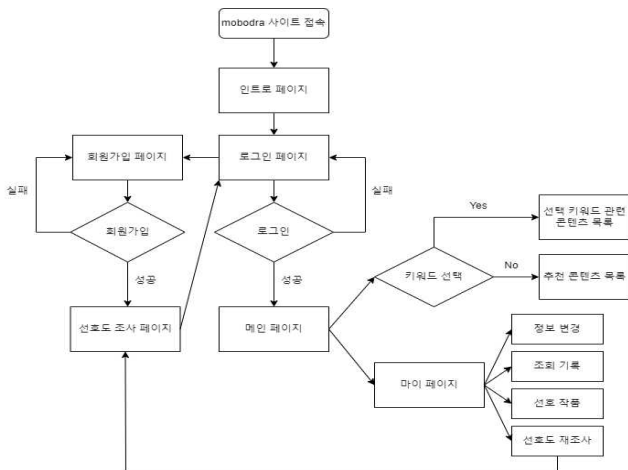 mobodra 사이트 접속
인트로 페이지
회원가입 페이지
로그인 페이지
실패
실패
회원가입
로그인
Yes
선택 키워드 관련
콘텐츠 목록
키워드 선택
No
추천 콘텐츠 목록
성공
성공
선호도 조사 페이지
메인 페이지
정보 변경
조회 기록
마이 페이지
선호 작품
선호도 재조사